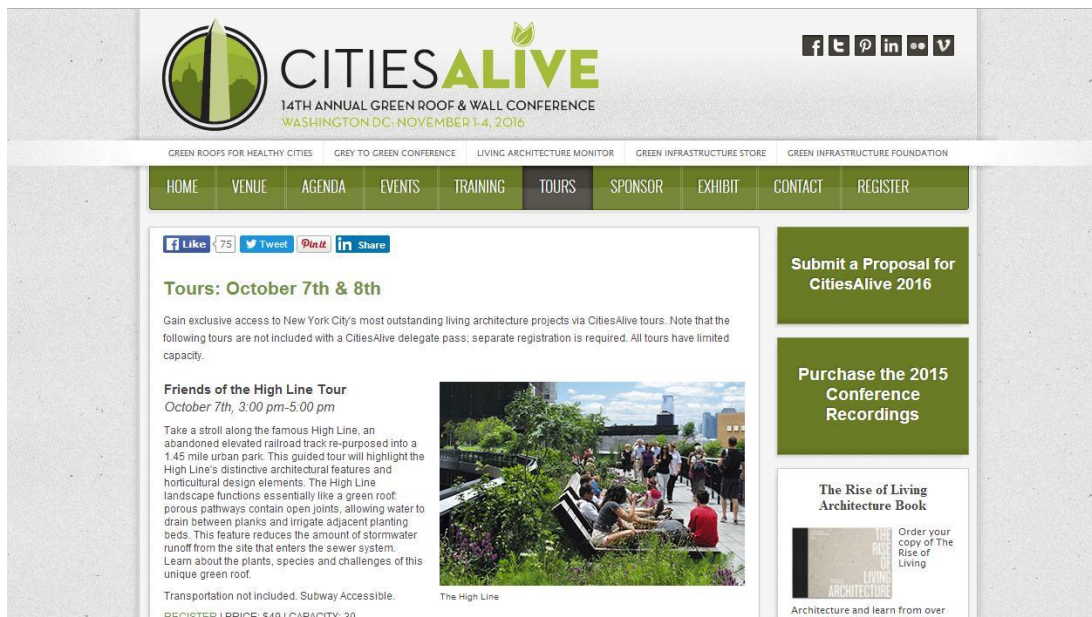 CITIESALIVE
14TH ANNUAL GREEN ROOF & WALL CONFERENCE
WASHINGTON DC: NOVEMBER 1-4, 2016
GREEN ROOFS FOR HEALTHY CITIES GREY TO GREEN CONFERENCE LIVING ARCHITECTURE MONITOR GREEN INFRASTRUCTURE STORE GREEN INFRASTRUCTURE FOUNDATION
HOME VENUE AGENDA EVENTS TRAINING TOURS SPONSOR EXHIBIT CONTACT REGISTER
Like 75 Tweet Pin it in Share
Tours: October 7th & 8th
Gain exclusive access to New York City's most outstanding living architecture projects via CitiesAlive tours. Note that the
following tours are not included with a CitiesAlive delegate pass; separate registration is required. All tours have limited
capacity.
Friends of the High Line Tour
October 7th, 3:00 pm-5:00 pm
Take a stroll along the famous High Line, an
abandoned elevated railroad track re-purposed into a
1.45 mile urban park. This guided tour will highlight the
High Line's distinctive architectural features and
horticultural design elements. The High Line
landscape functions essentially like a green roof:
porous pathways contain open joints, allowing water to
drain between planks and irrigate adjacent planting
beds. This feature reduces the amount of stormwater
runoff from the site that enters the sewer system.
Learn about the plants, species and challenges of this
unique green roof.
Transportation not included. Subway Accessible.
REGISTER | PRICE: $40 | CAPACITY:
The High Line
Submit a Proposal for
CitiesAlive 2016
Purchase the 2015
Conference
Recordings
The Rise of Living
Architecture Book
THE
RISE
OF
LIVING
ARCHITECTURE
Order your
copy of The
Rise of
Living
Architecture and learn from over